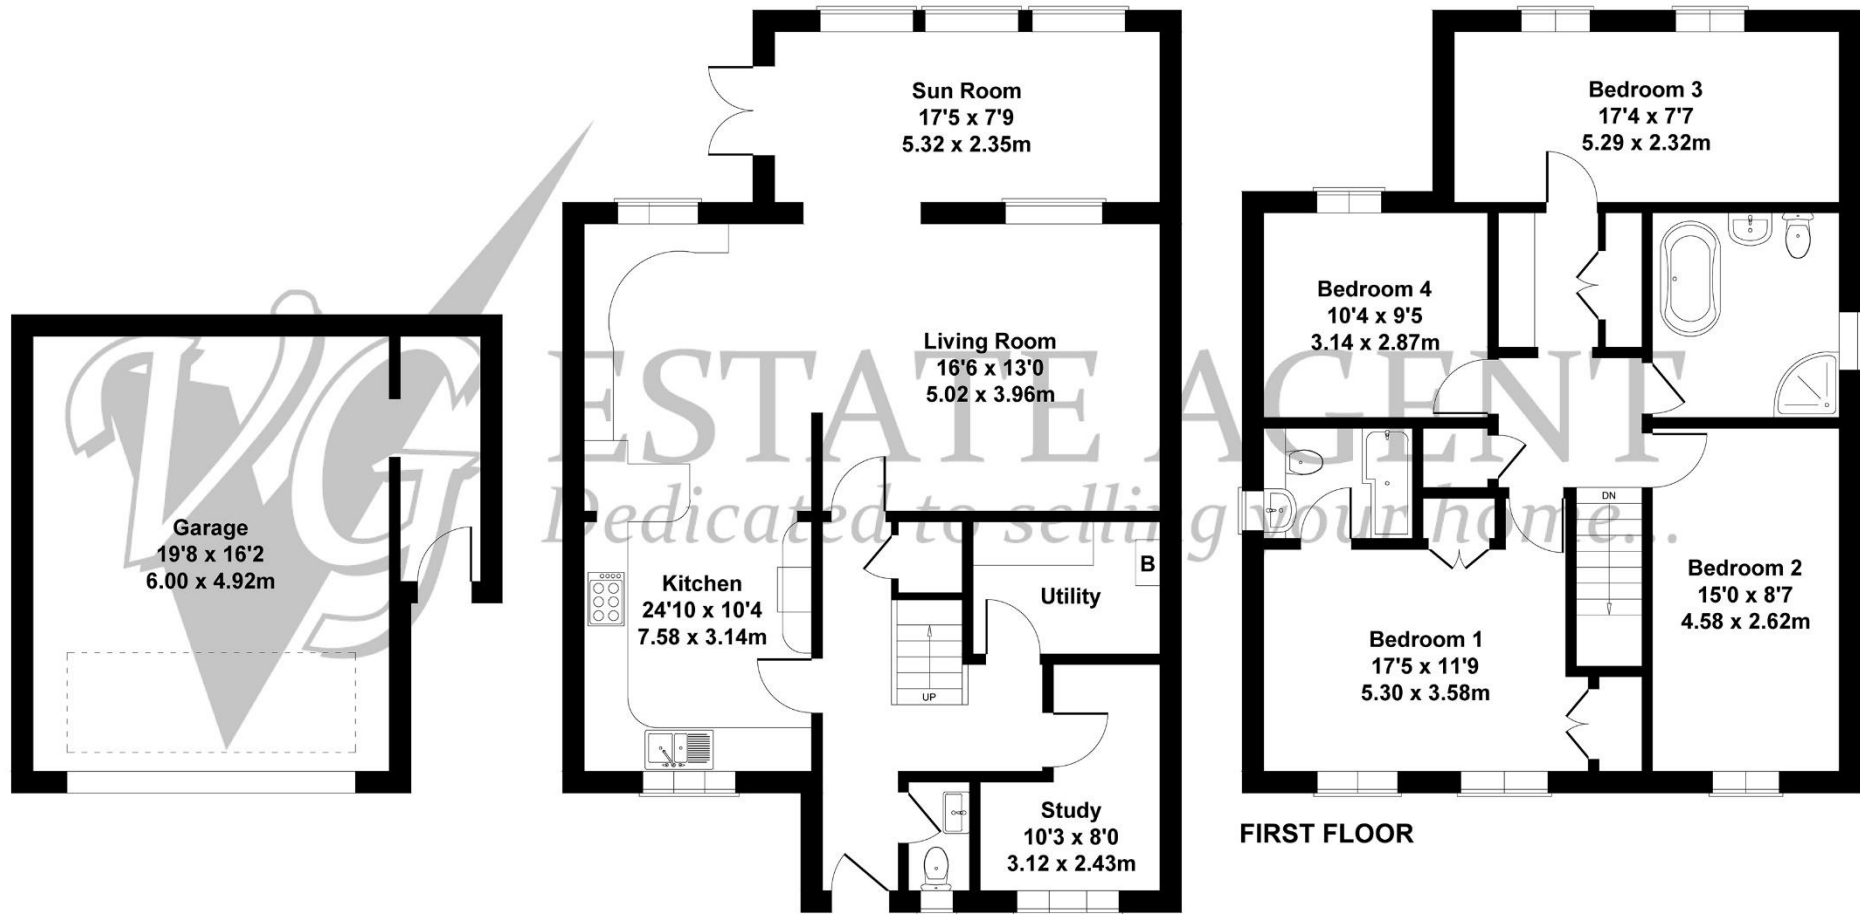 Sun Room
17'5 x 7'9
5.32 x 2.35m
Bedroom 3
17'4 x 7'7
5.29 x 2.32m
Bedroom 4
10'4 x 9'5
3.14 x 2.87m
Living Room
16'6 x 13'0
5.02 x 3.96m
VG ESTATE AGENT
Dedicated to selling your home...
Garage
19'8 x 16'2
6.00 x 4.92m
Kitchen
24'10 x 10'4
7.58 x 3.14m
Utility
B
UP
DN
Bedroom 1
17'5 x 11'9
5.30 x 3.58m
Bedroom 2
15'0 x 8'7
4.58 x 2.62m
Study
10'3 x 8'0
3.12 x 2.43m
FIRST FLOOR